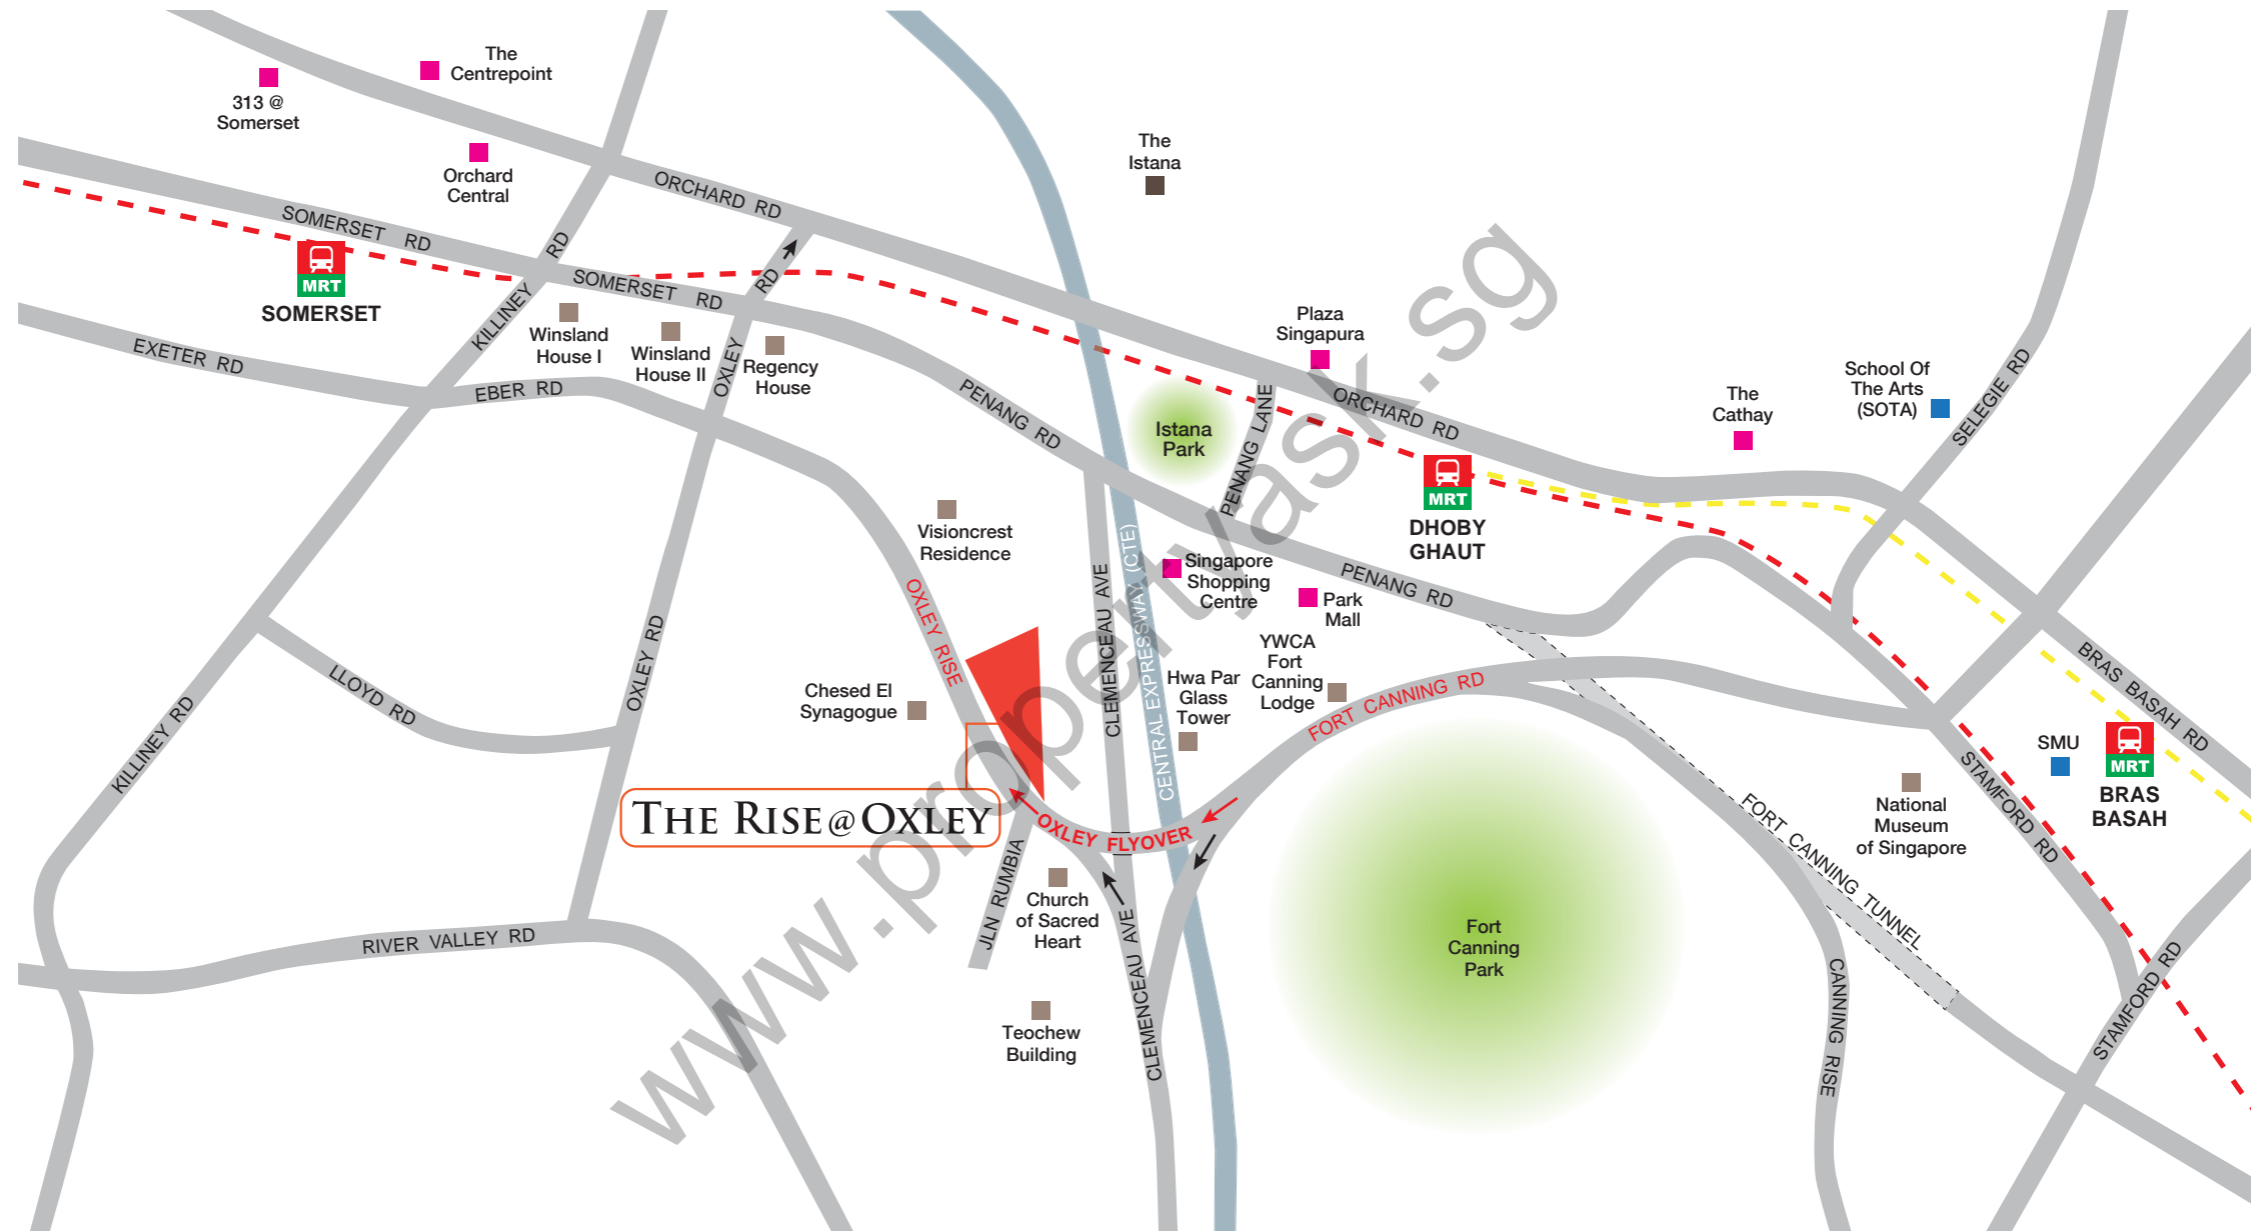 The
Centrepoint
313 @
Somerset
Orchard
Central
The
Istana
ORCHARD RD
SOMERSET RD
KILLINEY RD
MRT
SOMERSET
SOMERSET RD
OXLEY RD
Winsland
House I
Winsland
House II
Regency
House
EXETER RD
EBER RD
PENANG RD
Istana
Park
PENANG LANE
Plaza
Singapura
ORCHARD RD
The
Cathay
School Of
The Arts
(SOTA)
SELEGIE RD
MRT
DHOBY
GHAUT
Visioncrest
Residence
OXLEY RISE
CLEMENCEAU AVE
CENTRAL EXPRESSWAY (CTE)
Singapore
Shopping
Centre
PENANG RD
Park
Mall
YWCA
Fort
Canning
Lodge
Hwa Par
Glass
Tower
FORT CANNING RD
LLOYD RD
OXLEY RD
KILLINEY RD
Chesed El
Synagogue
THE RISE@OXLEY
OXLEY FLYOVER
JLN RUMBIA
Church
of Sacred
Heart
CLEMENCEAU AVE
Teochew
Building
RIVER VALLEY RD
Fort
Canning
Park
FORT CANNING TUNNEL
CANNING RISE
National
Museum
of Singapore
STAMFORD RD
SMU
BRAS BASAH RD
MRT
BRAS
BASAH
STAMFORD RD
www.propertyask.sg